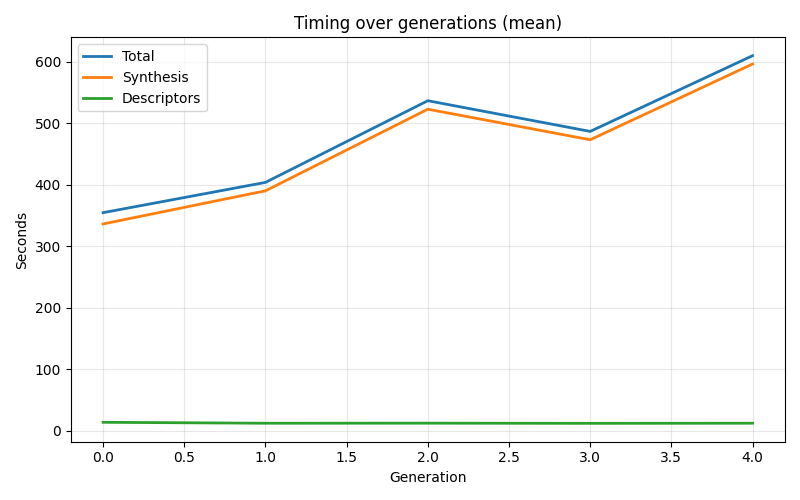 Timing over generations (mean)
Total
Synthesis
Descriptors
Seconds
600
500
400
300
200
100
0
0.0 0.5 1.0 1.5 2.0 2.5 3.0 3.5 4.0
Generation